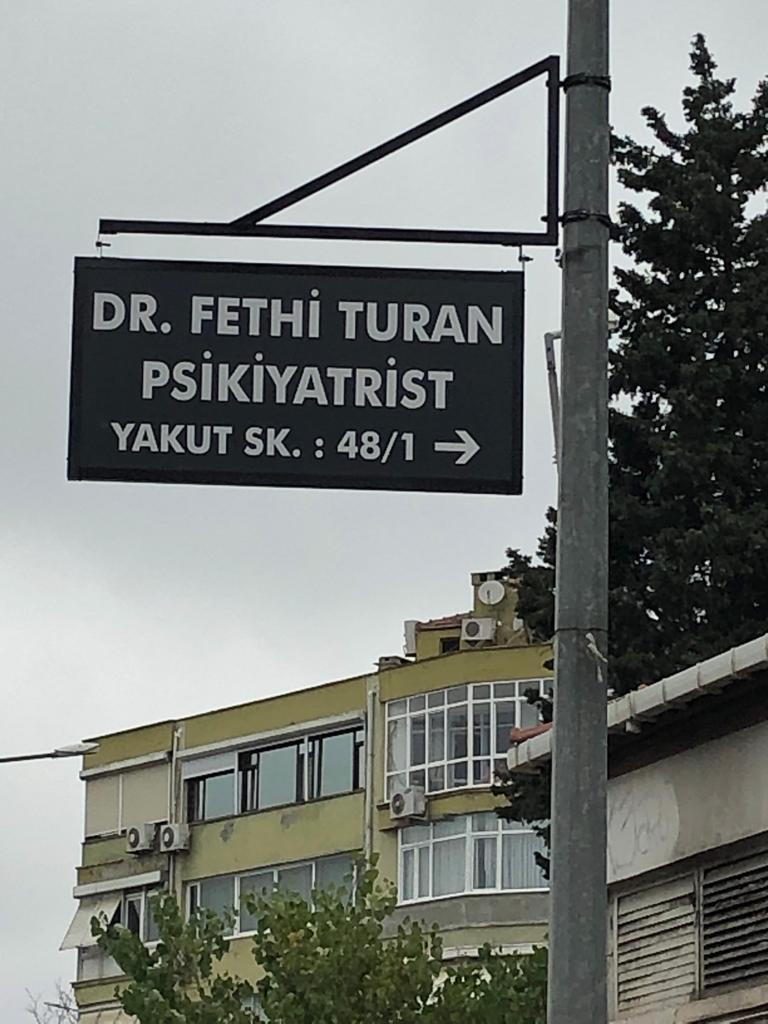 DR. FETHİ TURAN
PSİKİYATRİST
YAKUT SK. : 48/1 →